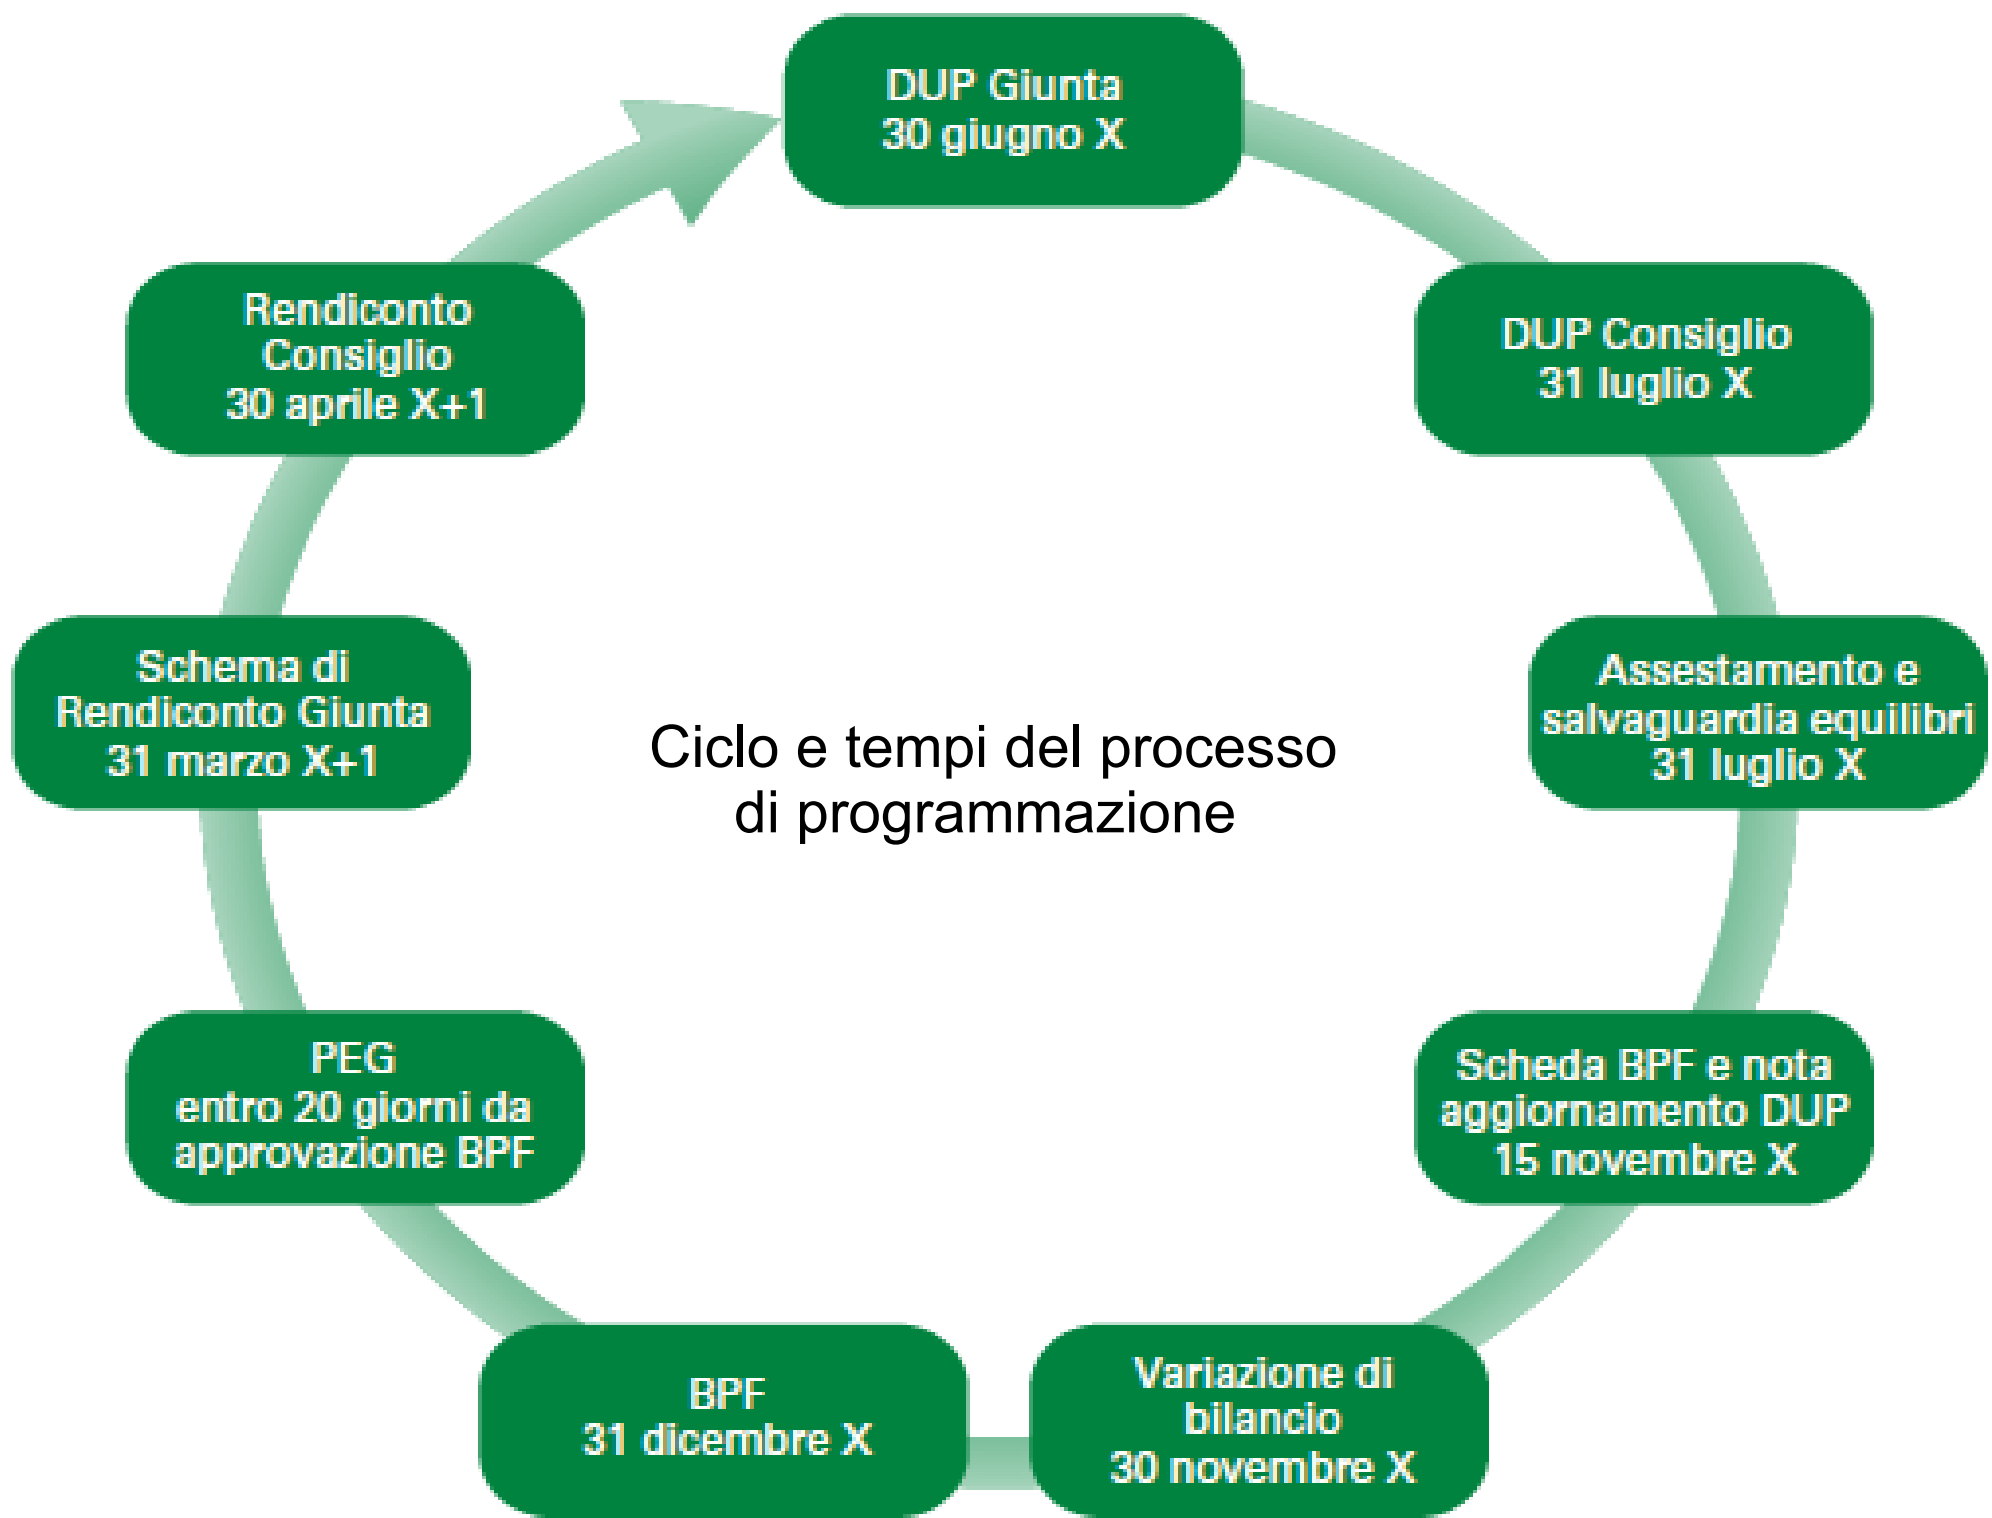 DUP Giunta
30 giugno X
DUP Consiglio
31 luglio X
Assestamento e
salvaguardia equilibri
31 luglio X
Scheda BPF e nota
aggiornamento DUP
15 novembre X
Variazione di
bilancio
30 novembre X
BPF
31 dicembre X
PEG
entro 20 giorni da
approvazione BPF
Schema di
Rendiconto Giunta
31 marzo X+1
Rendiconto
Consiglio
30 aprile X+1
Ciclo e tempi del processo
di programmazione